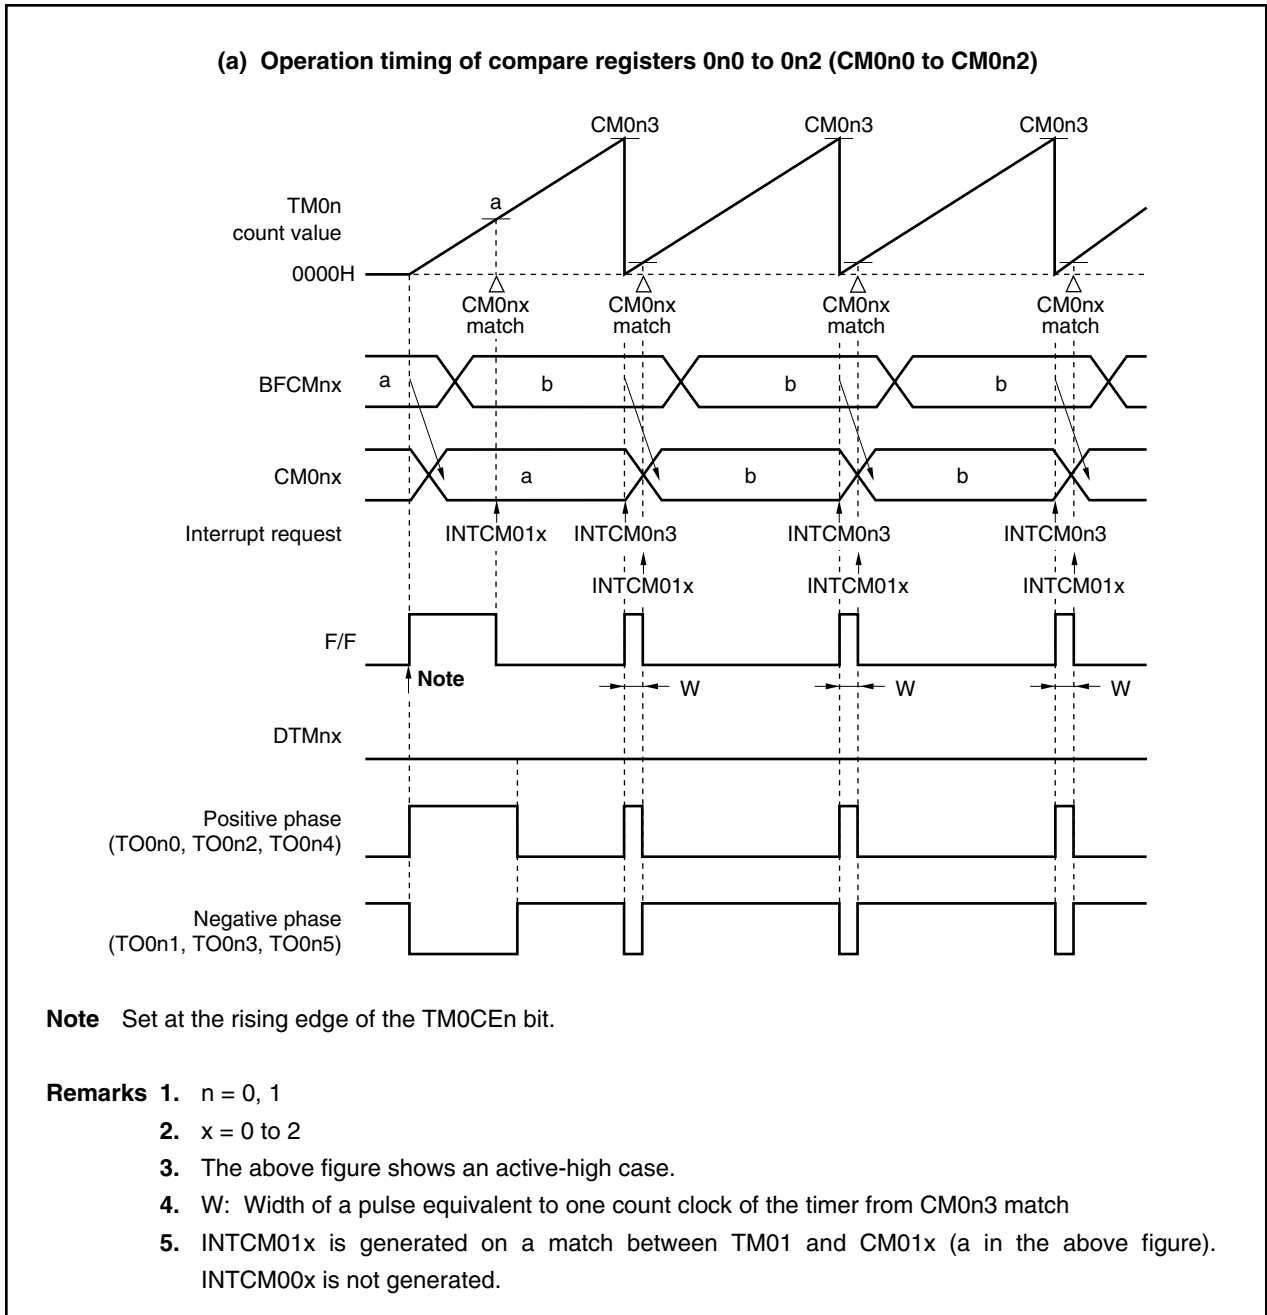 (a) Operation timing of compare registers 0n0 to 0n2 (CM0n0 to CM0n2)
CM0n3 CM0n3 CM0n3
a
TM0n
count value
0000H
CM0nx CM0nx CM0nx CM0nx
match match match match
BFCMnx a b b b
CM0nx a b b
Interrupt request INTCM01x INTCM0n3 INTCM0n3 INTCM0n3
INTCM01x INTCM01x INTCM01x
F/F
Note
W W W
DTMnx
Positive phase
(TO0n0, TO0n2, TO0n4)
Negative phase
(TO0n1, TO0n3, TO0n5)
Note Set at the rising edge of the TM0CEn bit.
Remarks 1. n = 0, 1
2. x = 0 to 2
3. The above figure shows an active-high case.
4. W: Width of a pulse equivalent to one count clock of the timer from CM0n3 match
5. INTCM01x is generated on a match between TM01 and CM01x (a in the above figure).
INTCM00x is not generated.